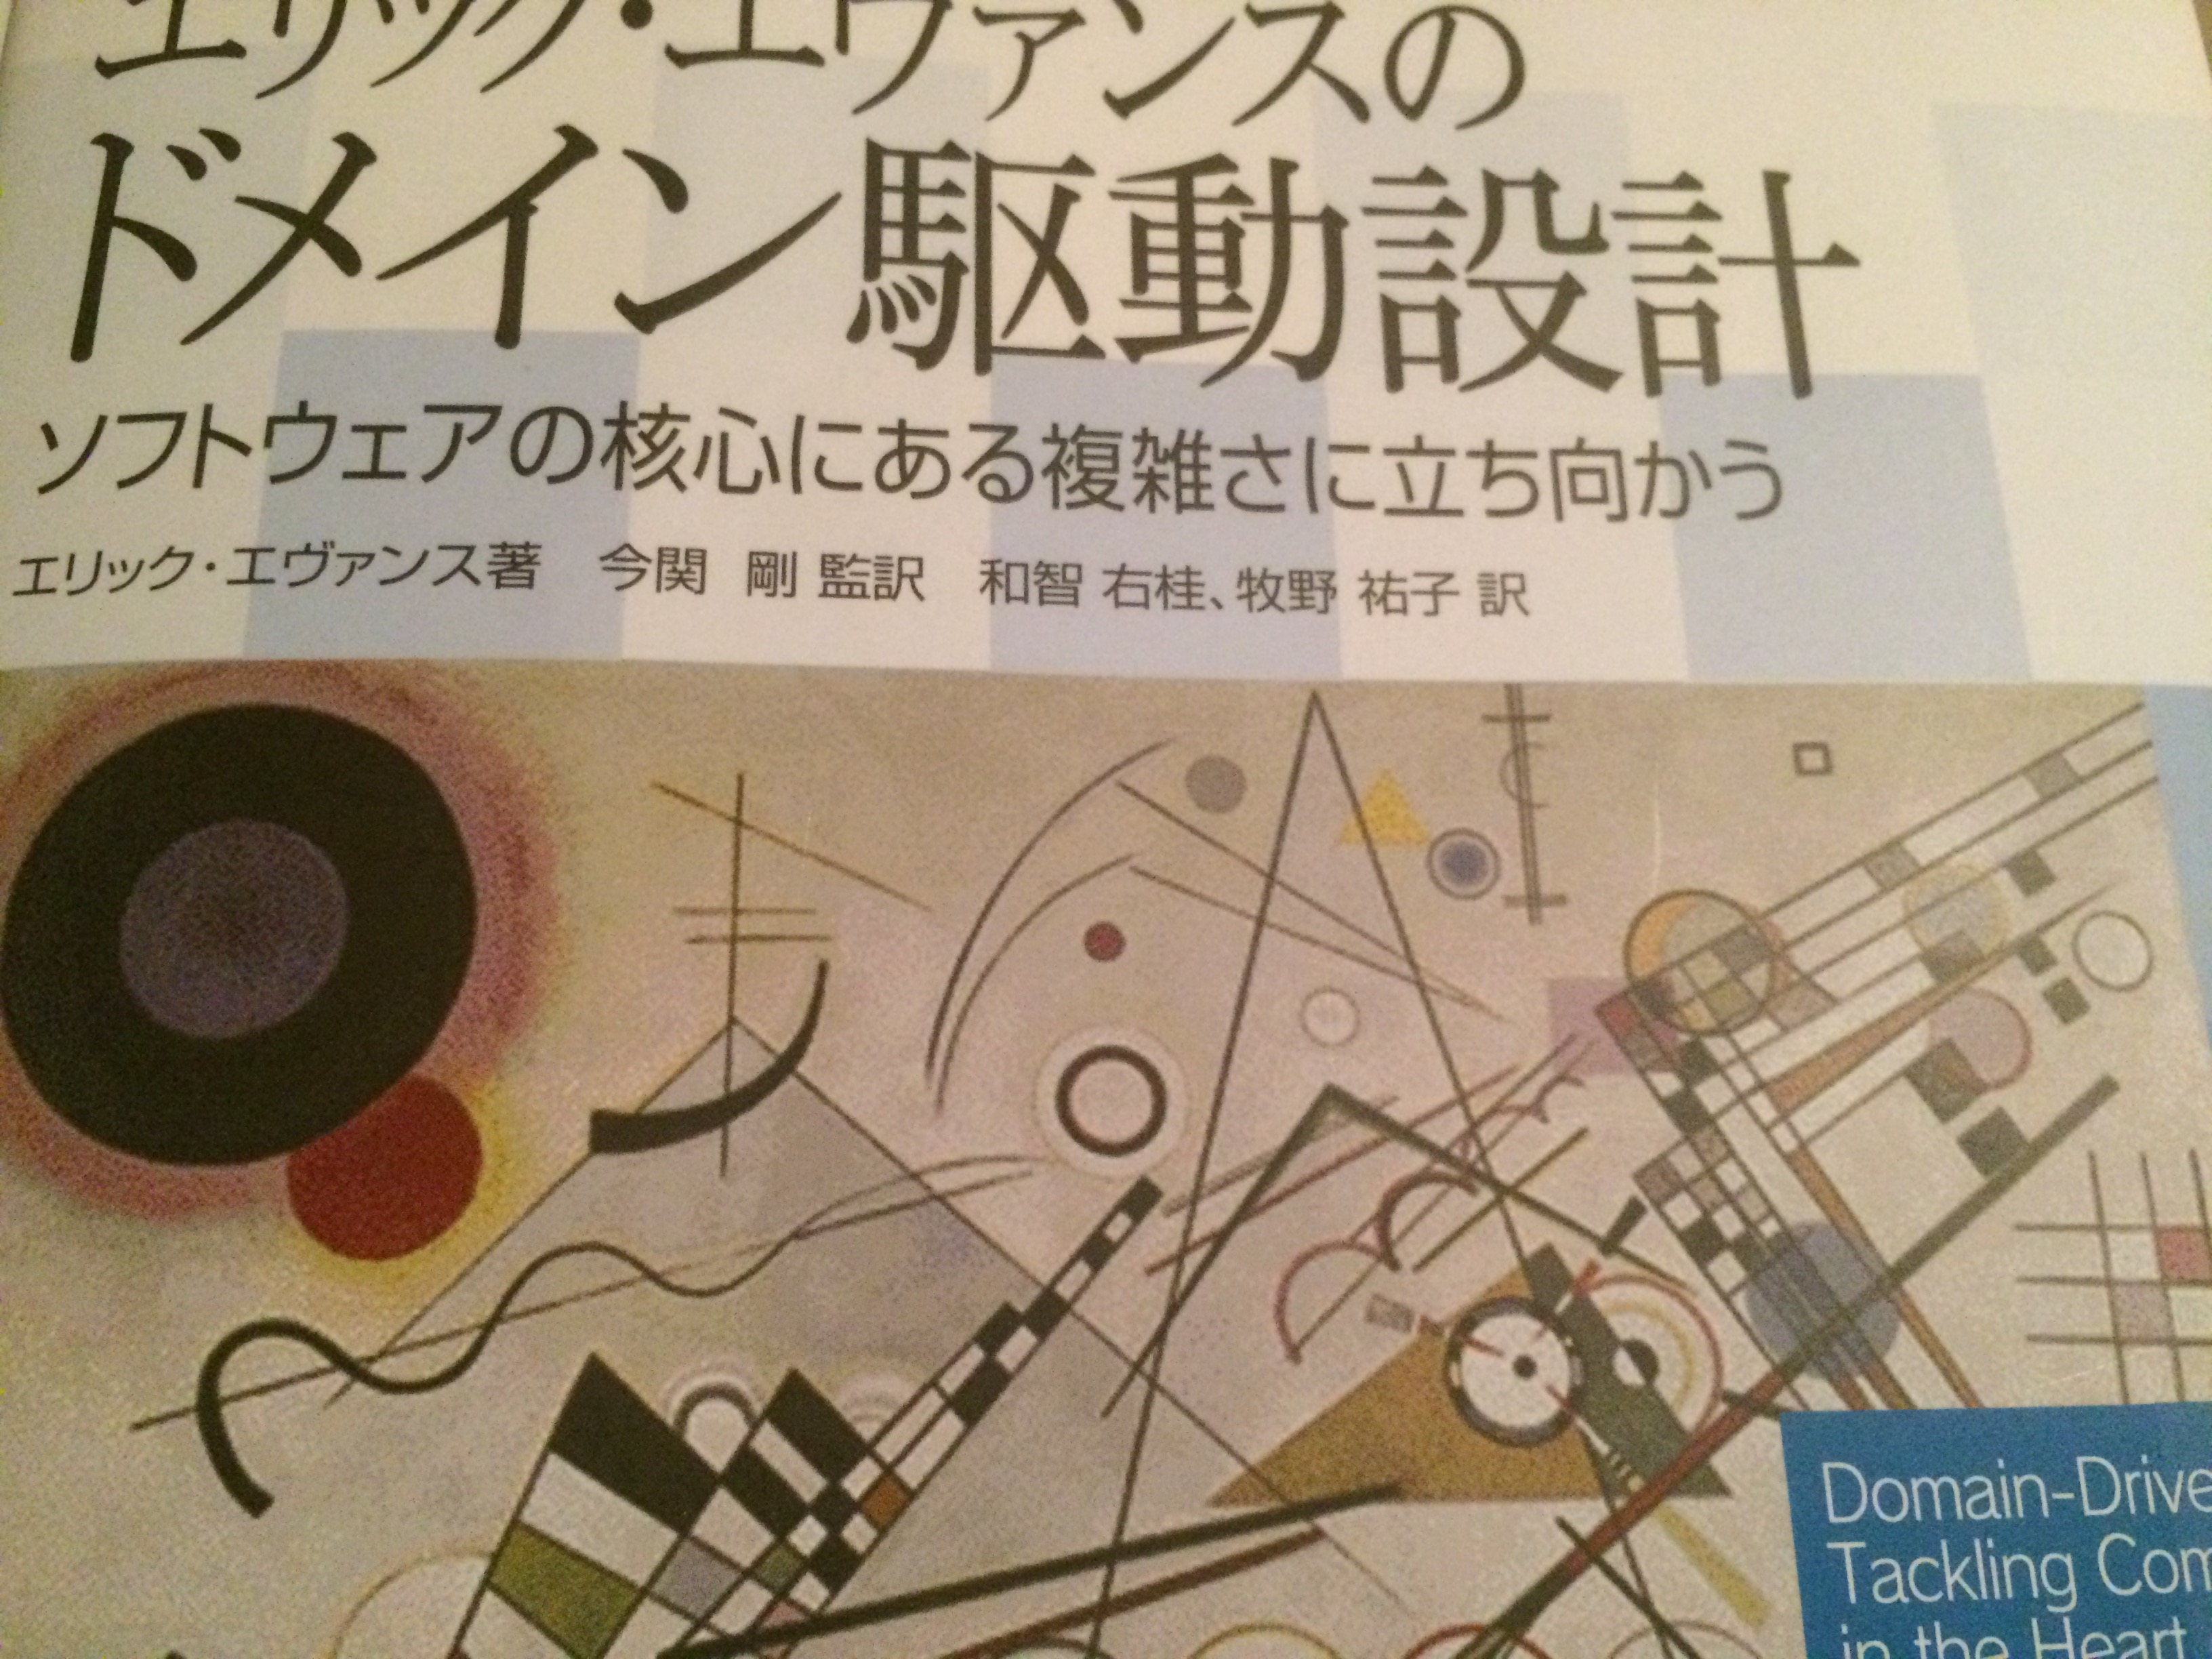 エリック・エヴァンスの
ドメイン駆動設計
ソフトウェアの核心にある複雑さに立ち向かう
エリック・エヴァンス著　今関 剛 監訳　和智 右桂、牧野 祐子 訳
Domain-Drive
Tackling Com
in the Heart